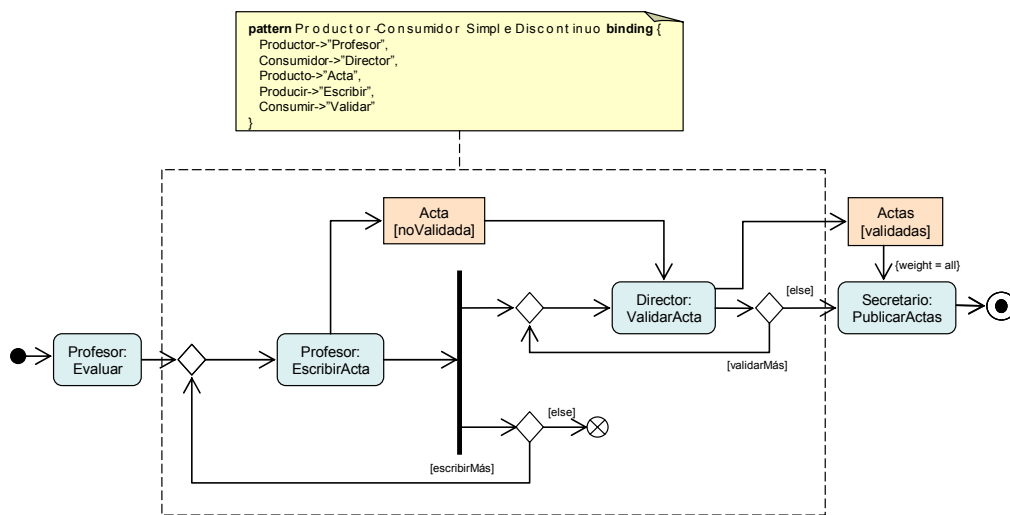 pattern Productor-Consumidor Simple Discontinuo binding {
Productor->”Profesor”,
Consumidor->”Director”,
Producto->”Acta”,
Producir->”Escribir”,
Consumir->”Validar”
}
Acta
[noValidada]
Actas
[validadas]
{weight = all}
Director:
ValidarActa
[else]
Secretario:
PublicarActas
Profesor:
Evaluar
Profesor:
EscribirActa
[validarMás]
[else]
[escribirMás]